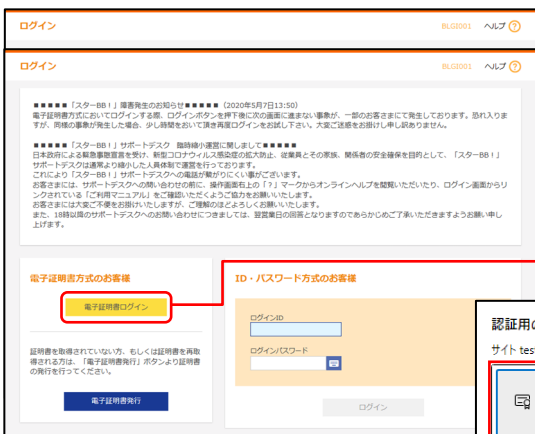 ログイン
BLGI001 ヘルプ ?
ログイン
BLGI001 ヘルプ ?
■■■■■「スターBB！」障害発生のお知らせ■■■■■（2020年5月7日13:50）
電子証明書方式においてログインする際、ログインボタンを押下後に次の画面に進まない事象が、一部のお客さまにて発生しております。恐れ入りま
すが、同様の事象が発生した場合、少し時間をおいて頂き再度ログインをお試し下さい。大変ご迷惑をお掛けし申し訳ありません。
■■■■■「スターBB！」サポートデスク 臨時縮小運営に関しまして■■■■■
日本政府による緊急事態宣言を受け、新型コロナウィルス感染症の拡大防止、従業員とその家族、関係者の安全確保を目的として、「スターBB！」
サポートデスクは通常より縮小した人員体制で運営を行っております。
これにより「スターBB！」サポートデスクへの電話が繋がりにくい事がございます。
お客さまには、サポートデスクへの問い合わせの前に、操作画面右上の「？」マークからオンラインヘルプを閲覧いただいたり、ログイン画面からリ
ンクされている「ご利用マニュアル」をご確認いただくようご協力をお願いいたします。
お客さまには大変ご不便をお掛けいたしますが、ご理解のほどよろしくお願いします。
また、18時以降のサポートデスクへのお問い合わせにつきましては、翌営業日の回答となりますのであらかじめご了承いただきますようお願い申し
上げます。
電子証明書方式のお客様
電子証明書ログイン
証明書を取得されていない方、もしくは証明書を再取
得される方は、「電子証明書発行」ボタンより証明書
の発行を行ってください。
電子証明書発行
ID・パスワード方式のお客様
ログインID
ログインパスワード
ログイン
認証用の
サイト test